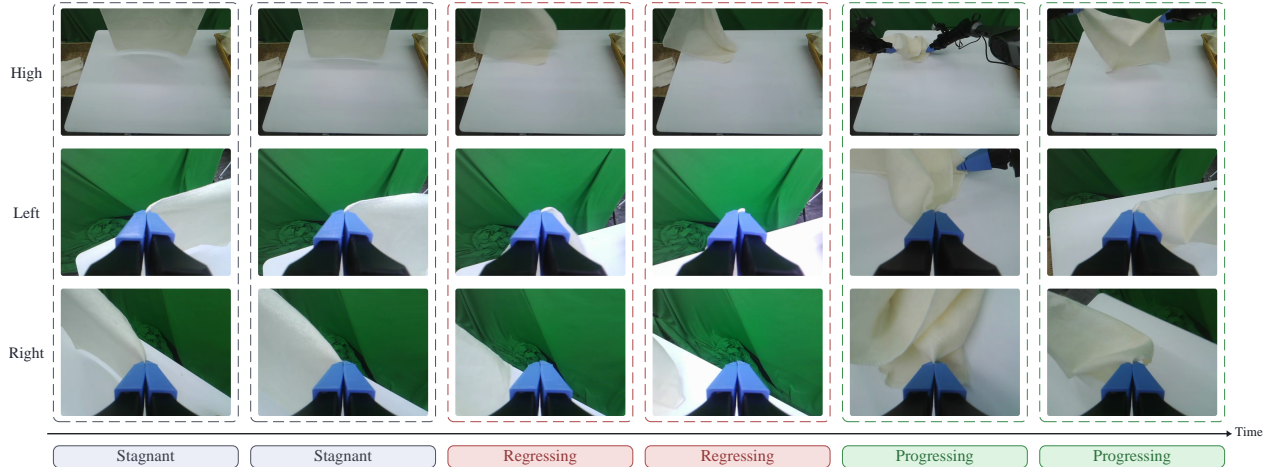 High
Left
Right
Time
Stagnant
Stagnant
Regressing
Regressing
Progressing
Progressing